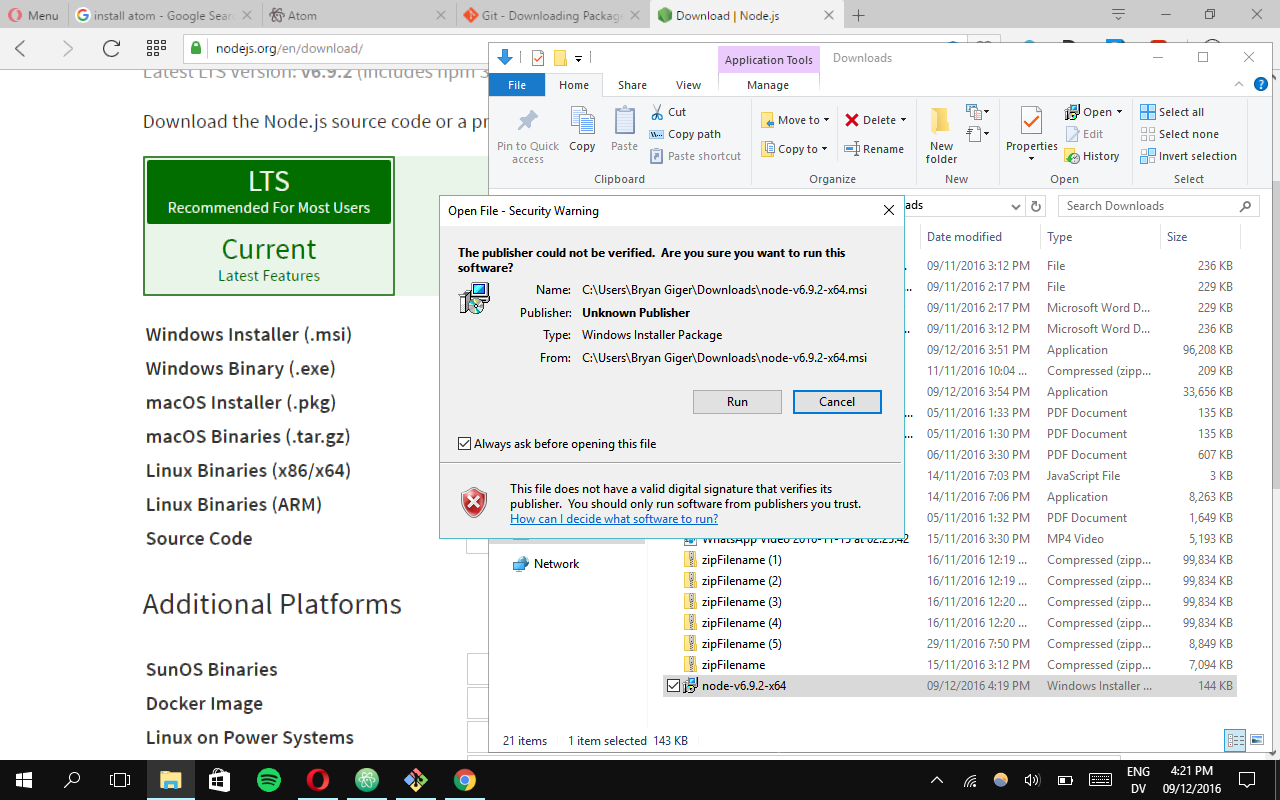 Menu
install atom - Google Sear
Atom
Git - Downloading Package
Download | Node.js
nodejs.org/en/download/
Latest LTS version: v6.9.2 (includes npm 3
Download the Node.js source code or a pr
LTS
Recommended For Most Users
Current
Latest Features
Windows Installer (.msi)
Windows Binary (.exe)
macOS Installer (.pkg)
macOS Binaries (.tar.gz)
Linux Binaries (x86/x64)
Linux Binaries (ARM)
Source Code
Additional Platforms
SunOS Binaries
Docker Image
Linux on Power Systems
Application Tools
Downloads
File
Home
Share
View
Manage
Pin to Quick access
Copy
Paste
Cut
Copy path
Paste shortcut
Clipboard
Move to
Copy to
Delete
Rename
Organize
New folder
New
Properties
Open
Edit
History
Open
Select all
Select none
Invert selection
Select
ads
Search Downloads
Date modified Type Size
09/11/2016 3:12 PM File 236 KB
09/11/2016 2:17 PM File 229 KB
09/11/2016 2:17 PM Microsoft Word D... 229 KB
09/11/2016 3:12 PM Microsoft Word D... 236 KB
09/12/2016 3:51 PM Application 96,208 KB
11/11/2016 10:04 ... Compressed (zipp... 209 KB
09/12/2016 3:54 PM Application 33,656 KB
05/11/2016 1:33 PM PDF Document 135 KB
05/11/2016 1:30 PM PDF Document 135 KB
06/11/2016 3:30 PM PDF Document 607 KB
14/11/2016 7:03 PM JavaScript File 3 KB
14/11/2016 7:06 PM Application 8,263 KB
05/11/2016 1:32 PM PDF Document 1,649 KB
WhatsApp Video 2016-11-15 at 02.25.42 15/11/2016 3:30 PM MP4 Video 5,193 KB
zipFilename (1) 16/11/2016 12:19 ... Compressed (zipp... 99,834 KB
zipFilename (2) 16/11/2016 12:19 ... Compressed (zipp... 99,834 KB
zipFilename (3) 16/11/2016 12:20 ... Compressed (zipp... 99,834 KB
zipFilename (4) 16/11/2016 12:20 ... Compressed (zipp... 99,834 KB
zipFilename (5) 29/11/2016 7:50 PM Compressed (zipp... 8,849 KB
zipFilename 15/11/2016 3:12 PM Compressed (zipp... 7,094 KB
node-v6.9.2-x64 09/12/2016 4:19 PM Windows Installer ... 144 KB
Network
21 items 1 item selected 143 KB
Open File - Security Warning
The publisher could not be verified. Are you sure you want to run this
software?
Name: C:\Users\Bryan Giger\Downloads\node-v6.9.2-x64.msi
Publisher: Unknown Publisher
Type: Windows Installer Package
From: C:\Users\Bryan Giger\Downloads\node-v6.9.2-x64.msi
Run
Cancel
Always ask before opening this file
This file does not have a valid digital signature that verifies its
publisher. You should only run software from publishers you trust.
How can I decide what software to run?
ENG
DV
4:21 PM
09/12/2016